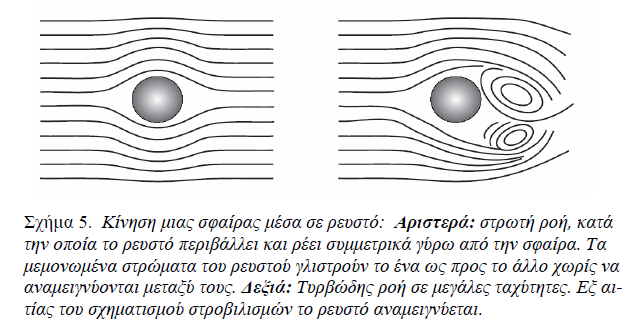 Σχήμα 5. Κίνηση μιας σφαίρας μέσα σε ρευστό: Αριστερά: στρωτή ροή, κατά
την οποία το ρευστό περιβάλλει και ρέει συμμετρικά γύρω από την σφαίρα. Τα
μεμονωμένα στρώματα του ρευστού γλιστρούν το ένα ως προς το άλλο χωρίς να
αναμειγνύονται μεταξύ τους. Δεξιά: Τυρβώδης ροή σε μεγάλες ταχύτητες. Εξ αι-
τίας του σχηματισμού στροβιλισμών το ρευστό αναμειγνύεται.